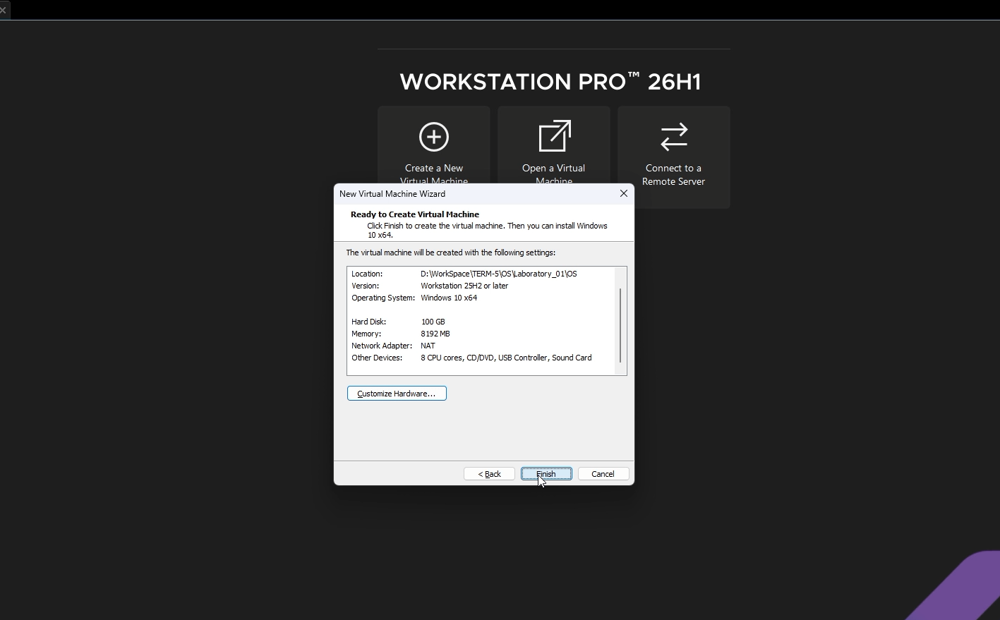 WORKSTATION PRO™ 26H1
Create a New
Virtual Machine
Open a Virtual
Machine
Connect to a
Remote Server
New Virtual Machine Wizard
Ready to Create Virtual Machine
Click Finish to create the virtual machine. Then you can install Windows
10 x64.
The virtual machine will be created with the following settings:
Location: D:\WorkSpace\TERM-5\OS\Laboratory_01\OS
Version: Workstation 25H2 or later
Operating System: Windows 10 x64
Hard Disk: 100 GB
Memory: 8192 MB
Network Adapter: NAT
Other Devices: 8 CPU cores, CD/DVD, USB Controller, Sound Card
Customize Hardware...
< Back
Finish
Cancel